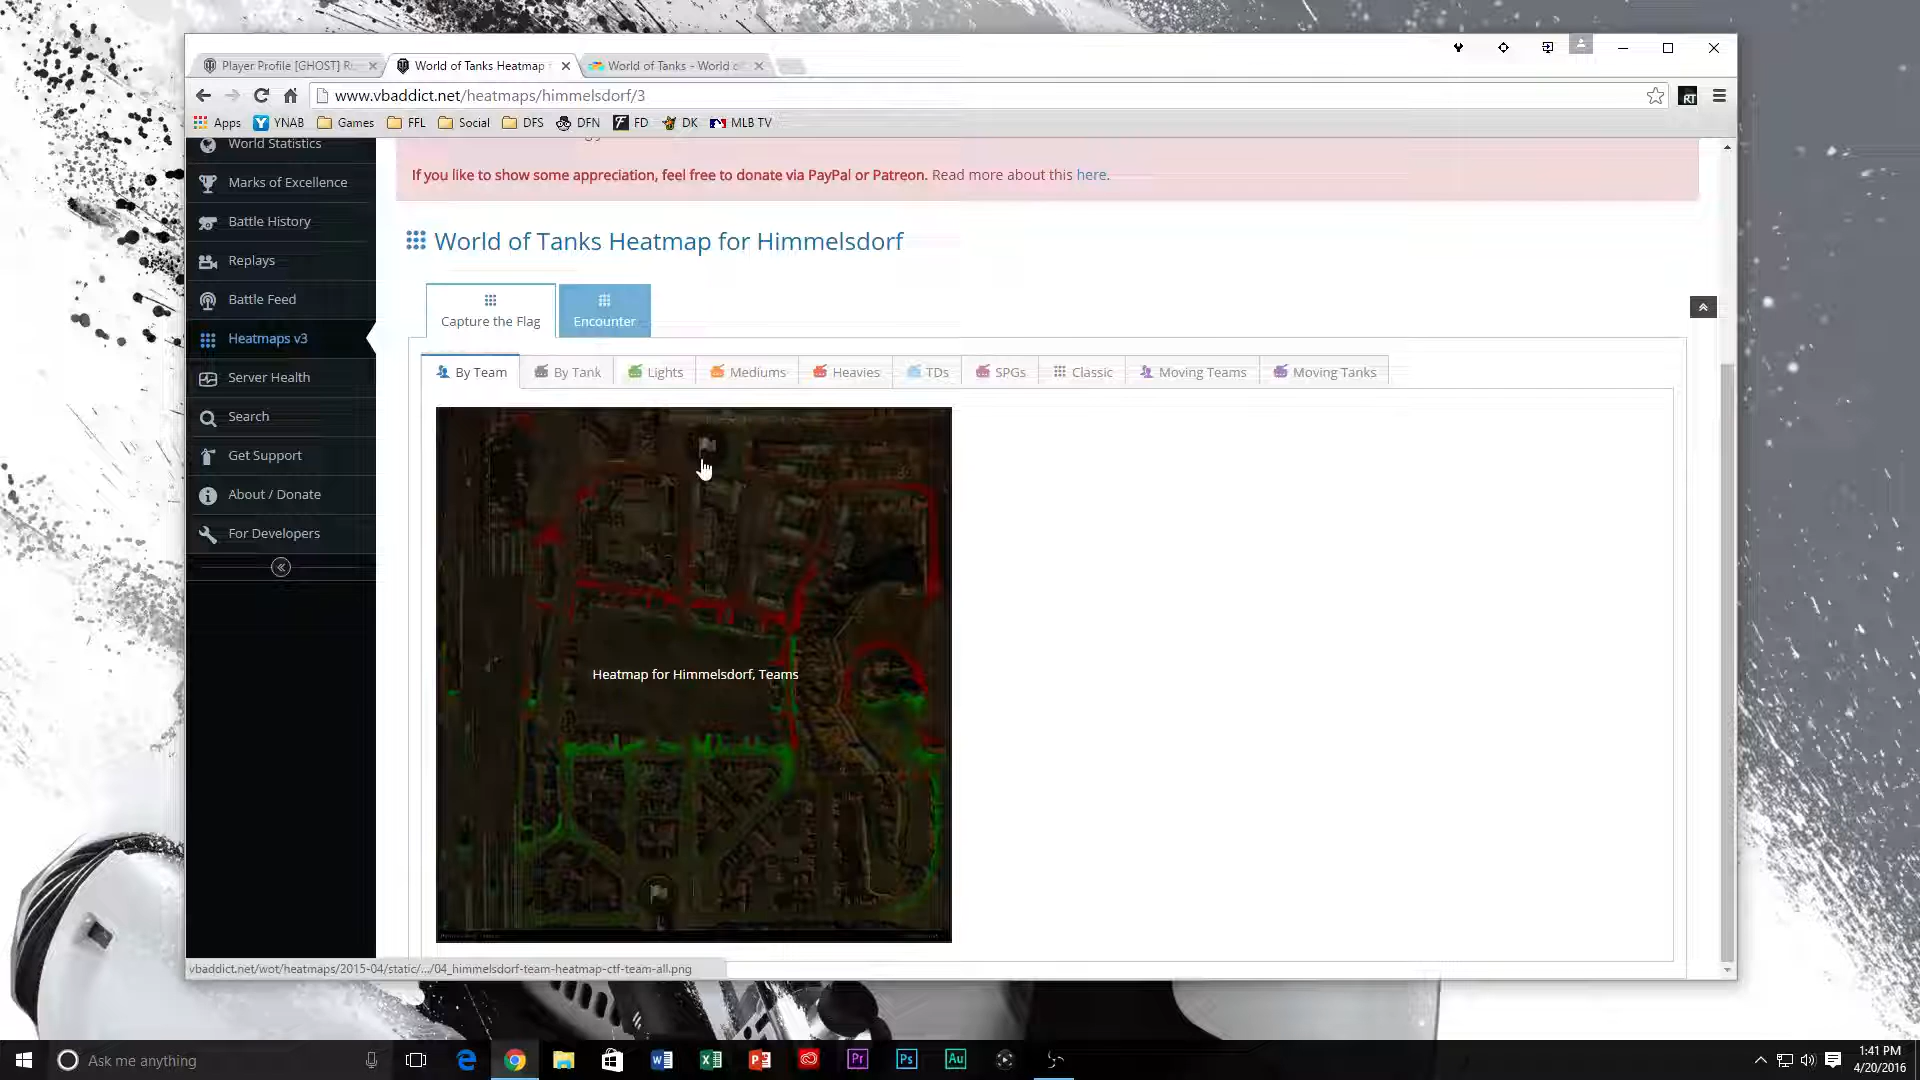 Player Profile [GHOST] R
World of Tanks Heatmap
World of Tanks - World
www.vbaddict.net/heatmaps/himmelsdorf/3
RT
Apps
YNAB
Games
FFL
Social
DFS
DFN
FD
DK
MLB TV
World Statistics
Marks of Excellence
Battle History
Replays
Battle Feed
Heatmaps v3
Server Health
Search
Get Support
About / Donate
For Developers
If you like to show some appreciation, feel free to donate via PayPal or Patreon. Read more about this here.
World of Tanks Heatmap for Himmelsdorf
Capture the Flag
Encounter
By Team
By Tank
Lights
Mediums
Heavies
TDs
SPGs
Classic
Moving Teams
Moving Tanks
Heatmap for Himmelsdorf, Teams
vbaddict.net/wot/heatmaps/2015-04/static/.../04_himmelsdorf-team-heatmap-ctf-team-all.png
Ask me anything
Pr
Ps
Au
1:41 PM
4/20/2016